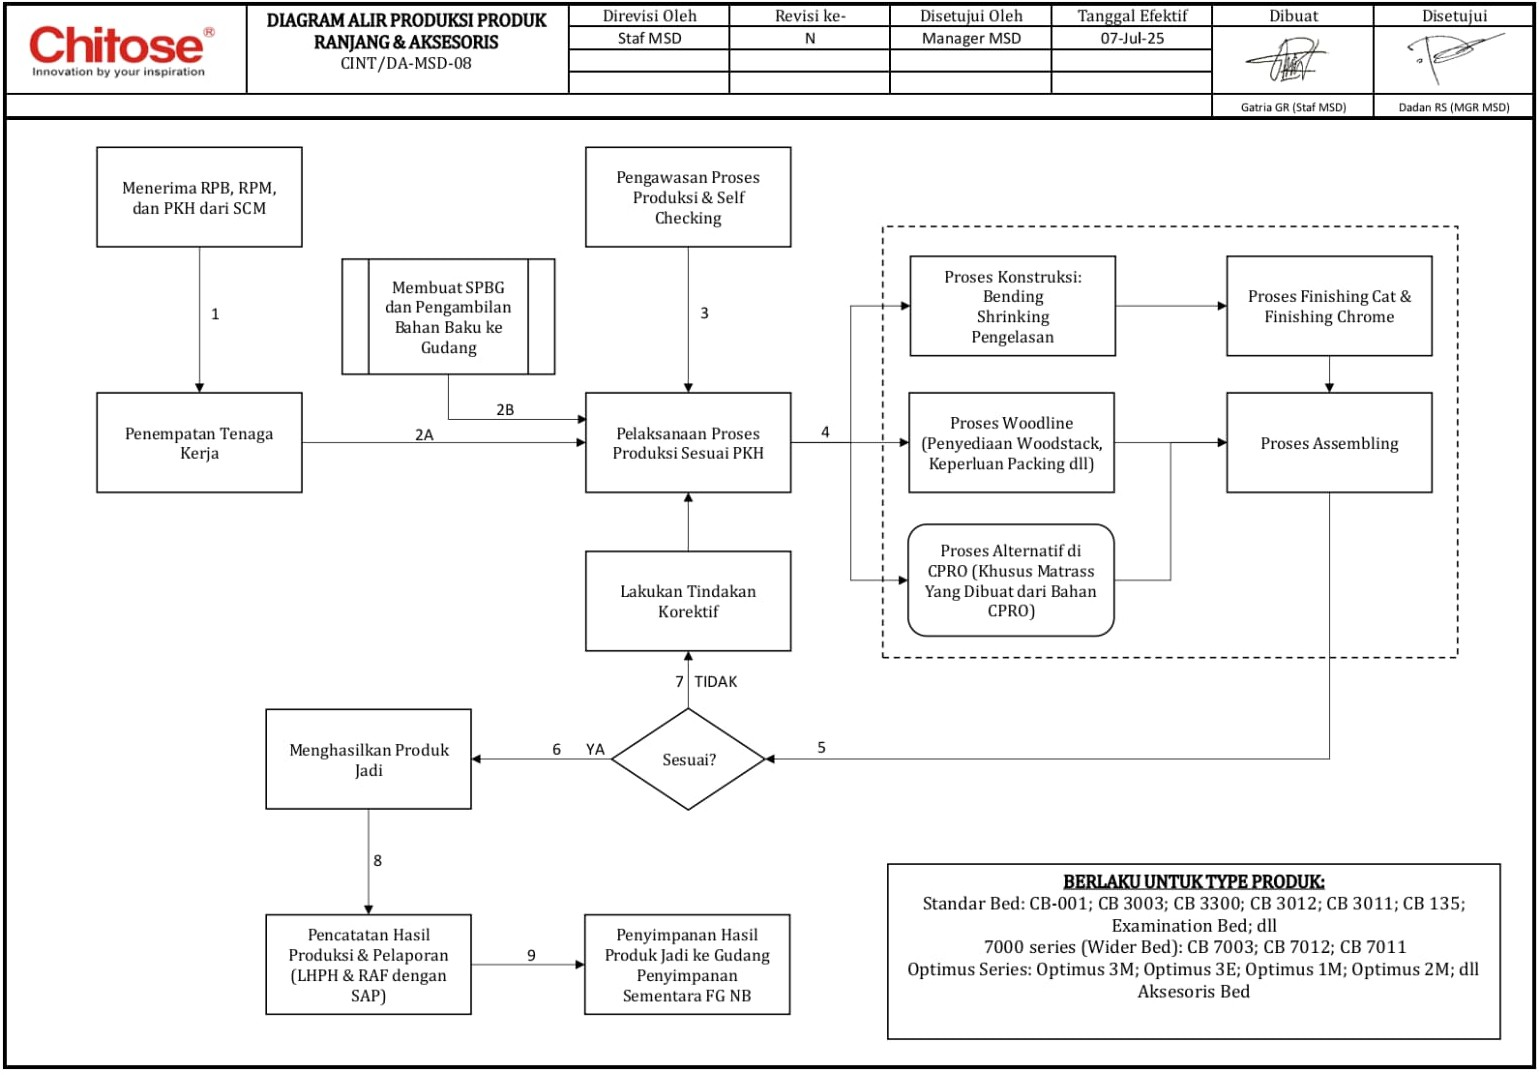 Chitose®
Innovation by your inspiration
DIAGRAM ALIR PRODUKSI PRODUK
RANJANG & AKSESORIS
CINT/DA-MSD-08
Direvisi Oleh
Revisi ke-
Disetujui Oleh
Tanggal Efektif
Dibuat
Disetujui
Staf MSD
N
Manager MSD
07-Jul-25
Gatria GR (Staf MSD)
Dadan RS (MGR MSD)
Menerima RPB, RPM,
dan PKH dari SCM
1
Penempatan Tenaga
Kerja
2A
Membuat SPBG
dan Pengambilan
Bahan Baku ke
Gudang
2B
Pengawasan Proses
Produksi & Self
Checking
3
Pelaksanaan Proses
Produksi Sesuai PKH
4
Proses Konstruksi:
Bending
Shrinking
Pengelasan
Proses Finishing Cat &
Finishing Chrome
Proses Woodline
(Penyediaan Woodstack,
Keperluan Packing dll)
Proses Assembling
Proses Alternatif di
CPRO (Khusus Matrass
Yang Dibuat dari Bahan
CPRO)
Lakukan Tindakan
Korektif
7 TIDAK
Sesuai?
5
6 YA
Menghasilkan Produk
Jadi
8
Pencatatan Hasil
Produksi & Pelaporan
(LHPH & RAF dengan
SAP)
9
Penyimpanan Hasil
Produk Jadi ke Gudang
Penyimpanan
Sementara FG NB
BERLAKU UNTUK TYPE PRODUK:
Standar Bed: CB-001; CB 3003; CB 3300; CB 3012; CB 3011; CB 135;
Examination Bed; dll
7000 series (Wider Bed): CB 7003; CB 7012; CB 7011
Optimus Series: Optimus 3M; Optimus 3E; Optimus 1M; Optimus 2M; dll
Aksesoris Bed